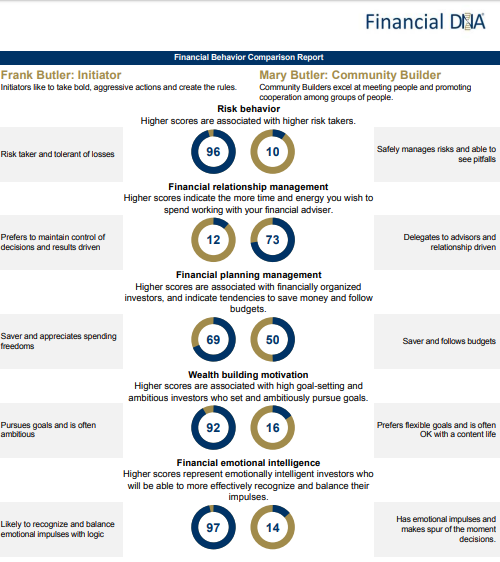 Financial DNA
Financial Behavior Comparison Report
Frank Butler: Initiator
Initiators like to take bold, aggressive actions and create the rules.
Mary Butler: Community Builder
Community Builders excel at meeting people and promoting
cooperation among groups of people.
Risk behavior
Higher scores are associated with higher risk takers.
Risk taker and tolerant of losses
96
10
Safely manages risks and able to
see pitfalls
Financial relationship management
Higher scores indicate the more time and energy you wish to
spend working with your financial adviser.
Prefers to maintain control of
decisions and results driven
12
73
Delegates to advisors and
relationship driven
Financial planning management
Higher scores are associated with financially organized
investors, and indicate tendencies to save money and follow
budgets.
Saver and appreciates spending
freedoms
69
50
Saver and follows budgets
Wealth building motivation
Higher scores are associated with high goal-setting and
ambitious investors who set and ambitiously pursue goals.
Pursues goals and is often
ambitious
92
16
Prefers flexible goals and is often
OK with a content life
Financial emotional intelligence
Higher scores represent emotionally intelligent investors who
will be able to more effectively recognize and balance their
impulses.
Likely to recognize and balance
emotional impulses with logic
97
14
Has emotional impulses and
makes spur of the moment
decisions.